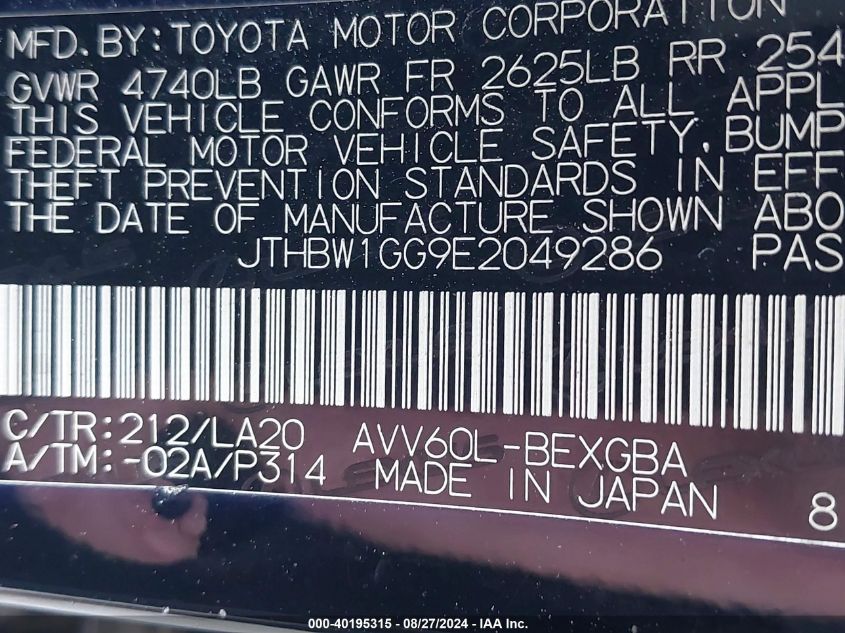 MFD. BY: TOYOTA MOTOR CORPORATION
GVWR 4740LB GAWR FR 2625LB RR 254
THIS VEHICLE CONFORMS TO ALL APPL
FEDERAL MOTOR VEHICLE SAFETY, BUMP
THEFT PREVENTION STANDARDS IN EFF
THE DATE OF MANUFACTURE SHOWN ABO
JTHBW1GG9E2049286 PAS
C/TR: 212/LA20 AVV60L-BEXGBA
A/TM: -02A/P314 MADE IN JAPAN 8
000-40195315 - 08/27/2024 - IAA Inc.